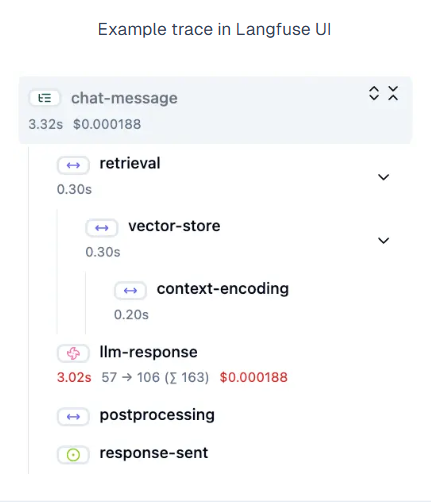 Example trace in Langfuse UI
chat-message
3.32s $0.000188
retrieval
0.30s
vector-store
0.30s
context-encoding
0.20s
llm-response
3.02s 57 → 106 (∑ 163) $0.000188
postprocessing
response-sent